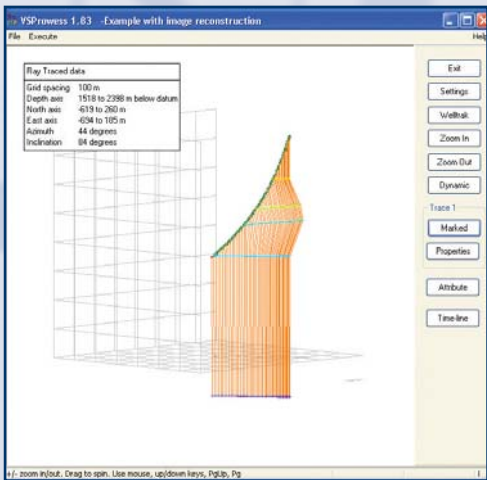 VSProwess 1.83 -Example with image reconstruction
File Execute Help
Ray Traced data
Grid spacing 100 m
Depth axis 1518 to 2398 m below datum
North axis -619 to 260 m
East axis -694 to 185 m
Azimuth 44 degrees
Inclination 84 degrees
Exit
Settings
Welltrak
Zoom In
Zoom Out
Dynamic
Trace 1
Marked
Properties
Attribute
Time-line
+/- zoom in/out. Drag to spin. Use mouse, up/down keys, PgUp, Pg